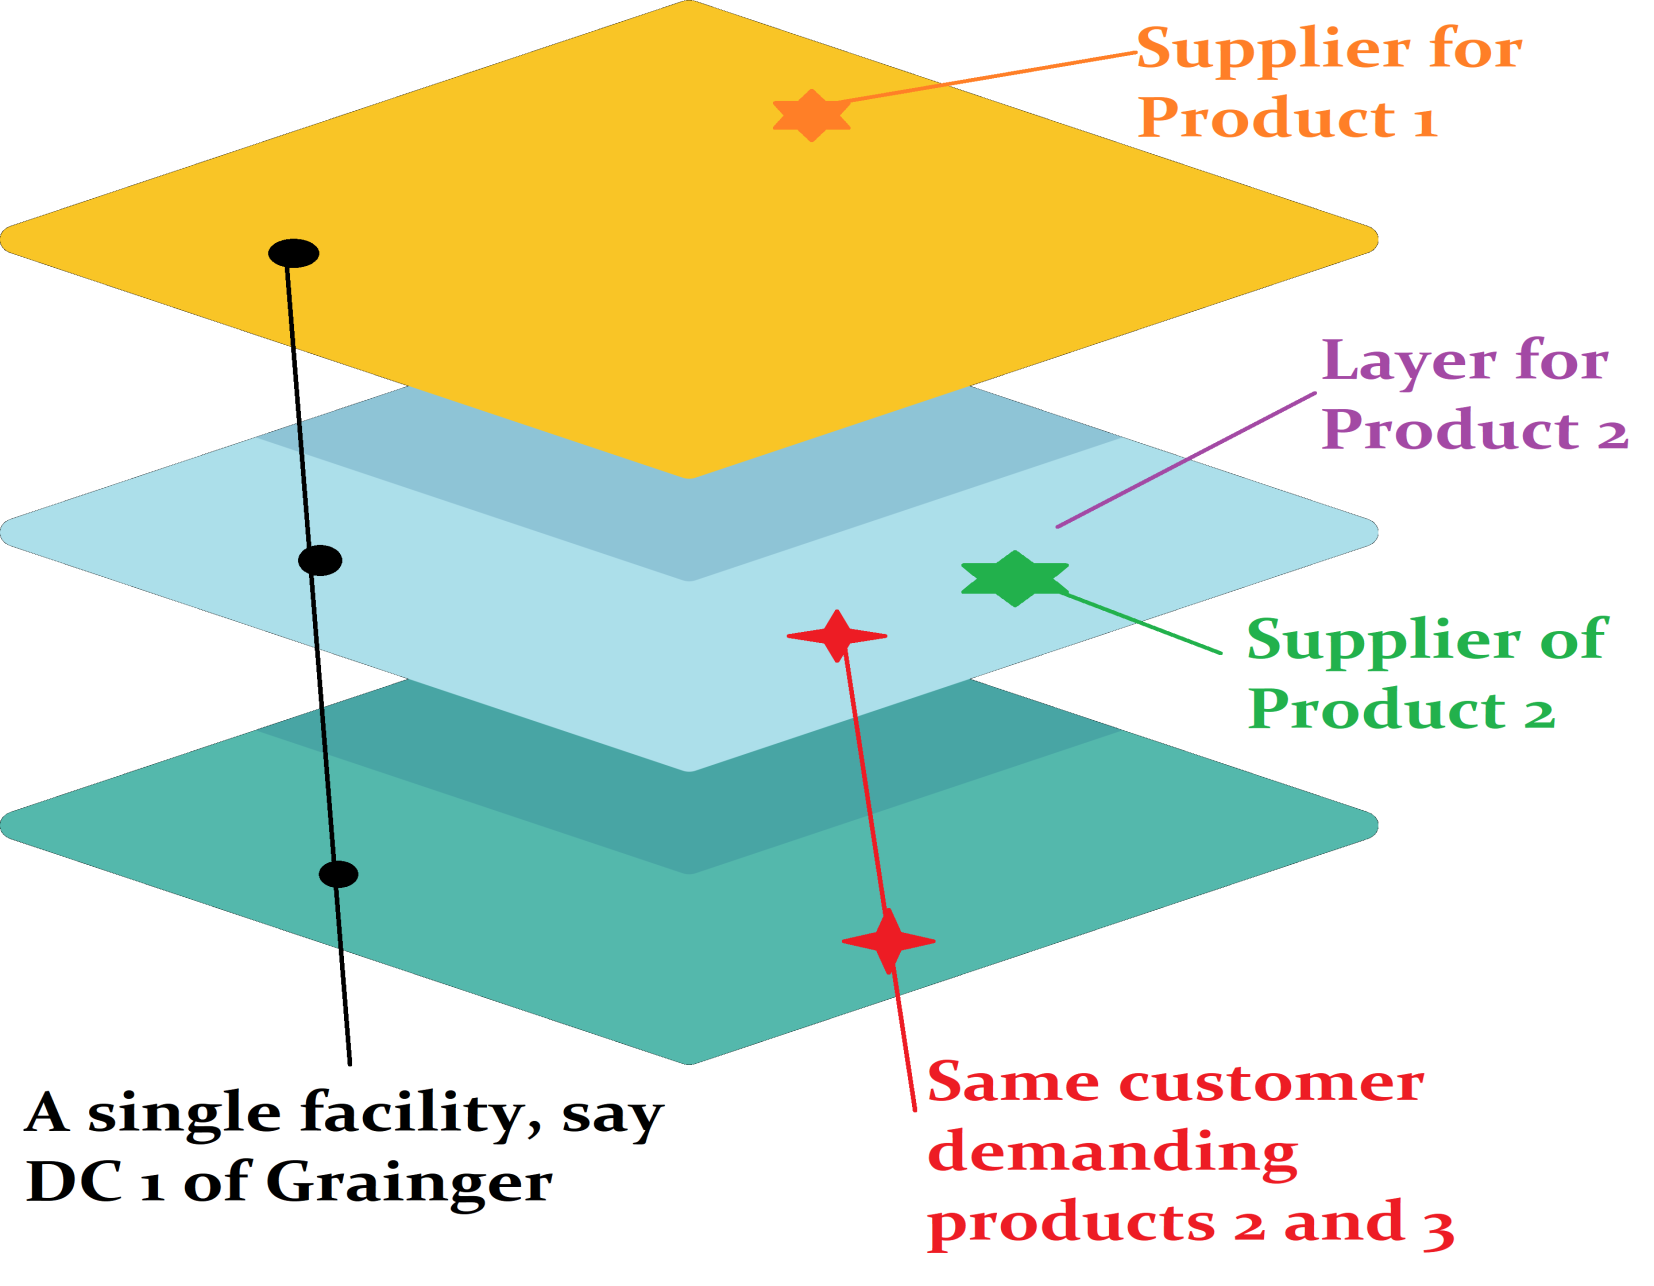 Supplier for
Product 1
Layer for
Product 2
Supplier of
Product 2
A single facility, say
DC 1 of Grainger
Same customer
demanding
products 2 and 3